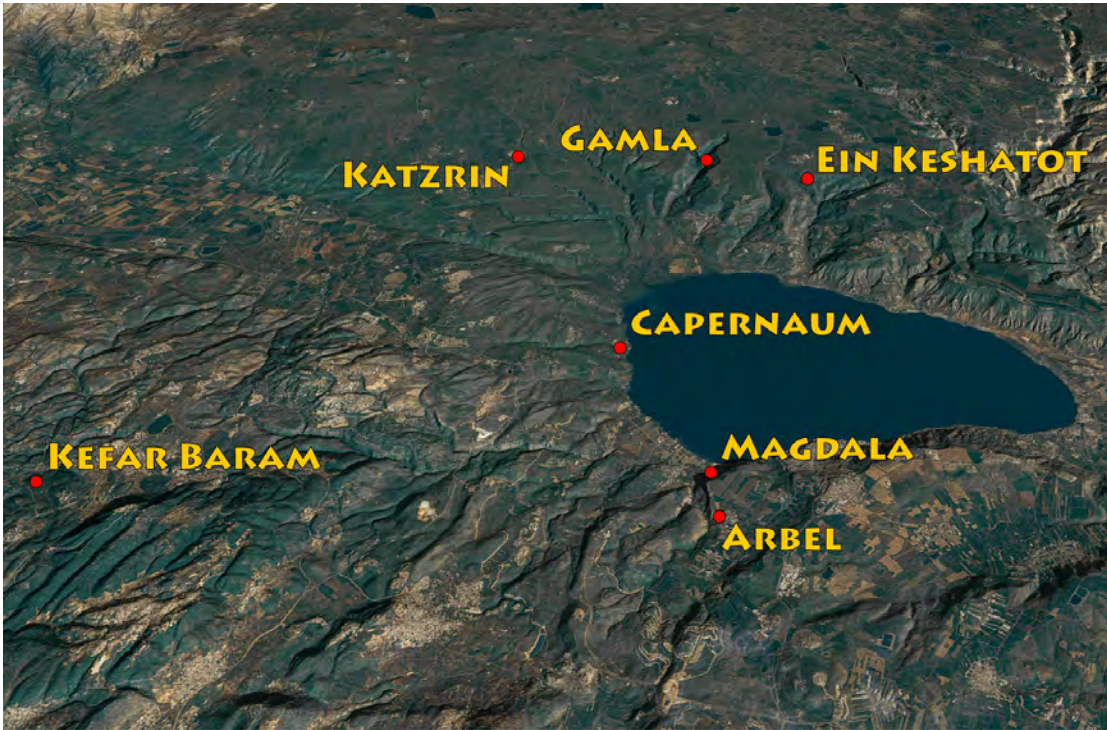 Gamla
Katzrin
Ein Keshatot
Capernaum
Kefar Baram
Magdala
Arbel